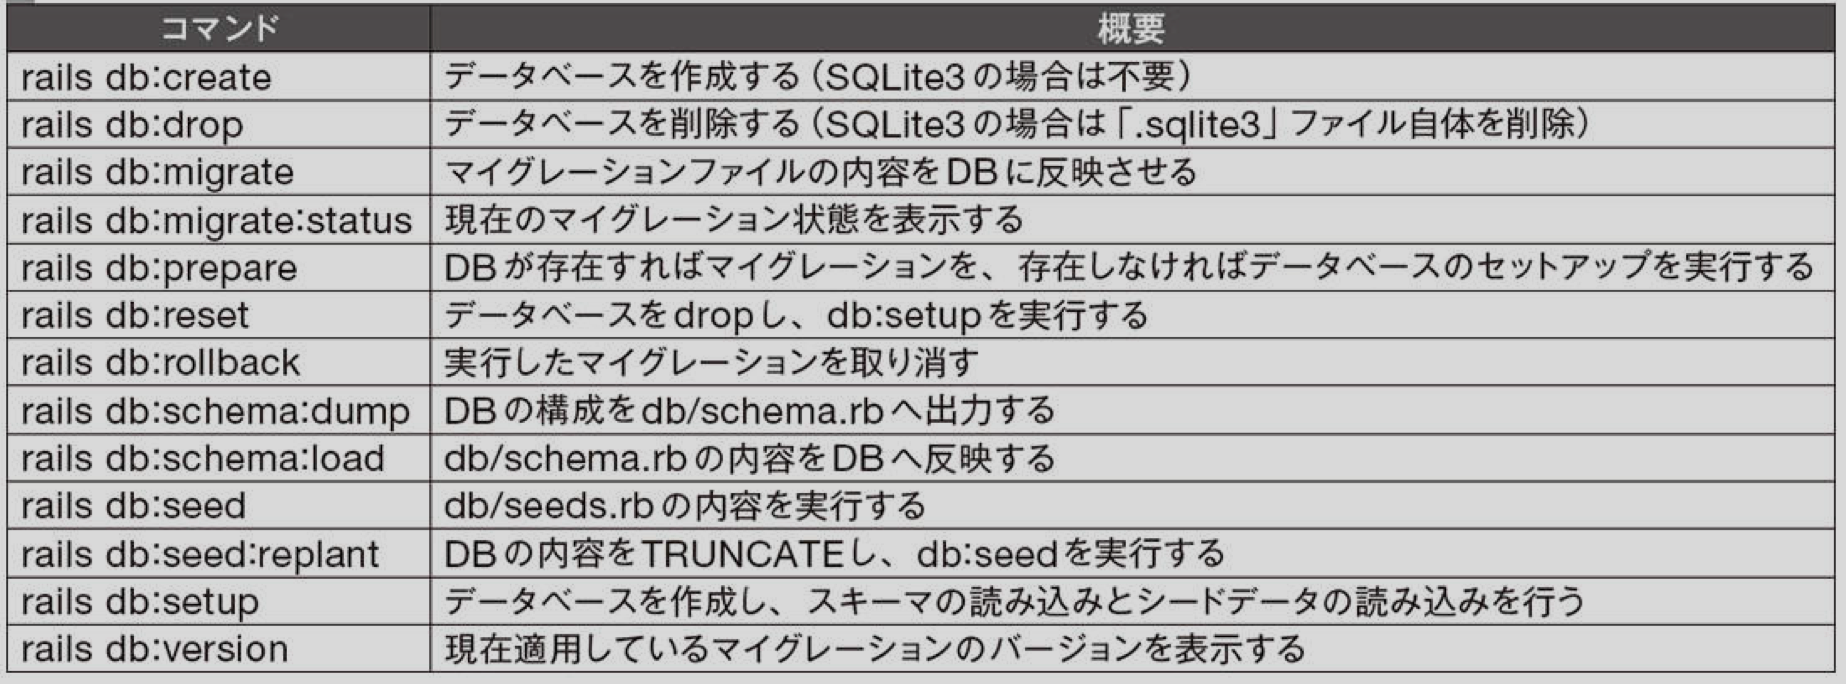 コマンド 概要
rails db:create データベースを作成する(SQLite3の場合は不要)
rails db:drop データベースを削除する(SQLite3の場合は「.sqlite3」ファイル自体を削除)
rails db:migrate マイグレーションファイルの内容をDBに反映させる
rails db:migrate:status 現在のマイグレーション状態を表示する
rails db:prepare DBが存在すればマイグレーションを、存在しなければデータベースのセットアップを実行する
rails db:reset データベースをdropし、db:setupを実行する
rails db:rollback 実行したマイグレーションを取り消す
rails db:schema:dump DBの構成をdb/schema.rbへ出力する
rails db:schema:load db/schema.rbの内容をDBへ反映する
rails db:seed db/seeds.rbの内容を実行する
rails db:seed:replant DBの内容をTRUNCATEし、db:seedを実行する
rails db:setup データベースを作成し、スキーマの読み込みとシードデータの読み込みを行う
rails db:version 現在適用しているマイグレーションのバージョンを表示する